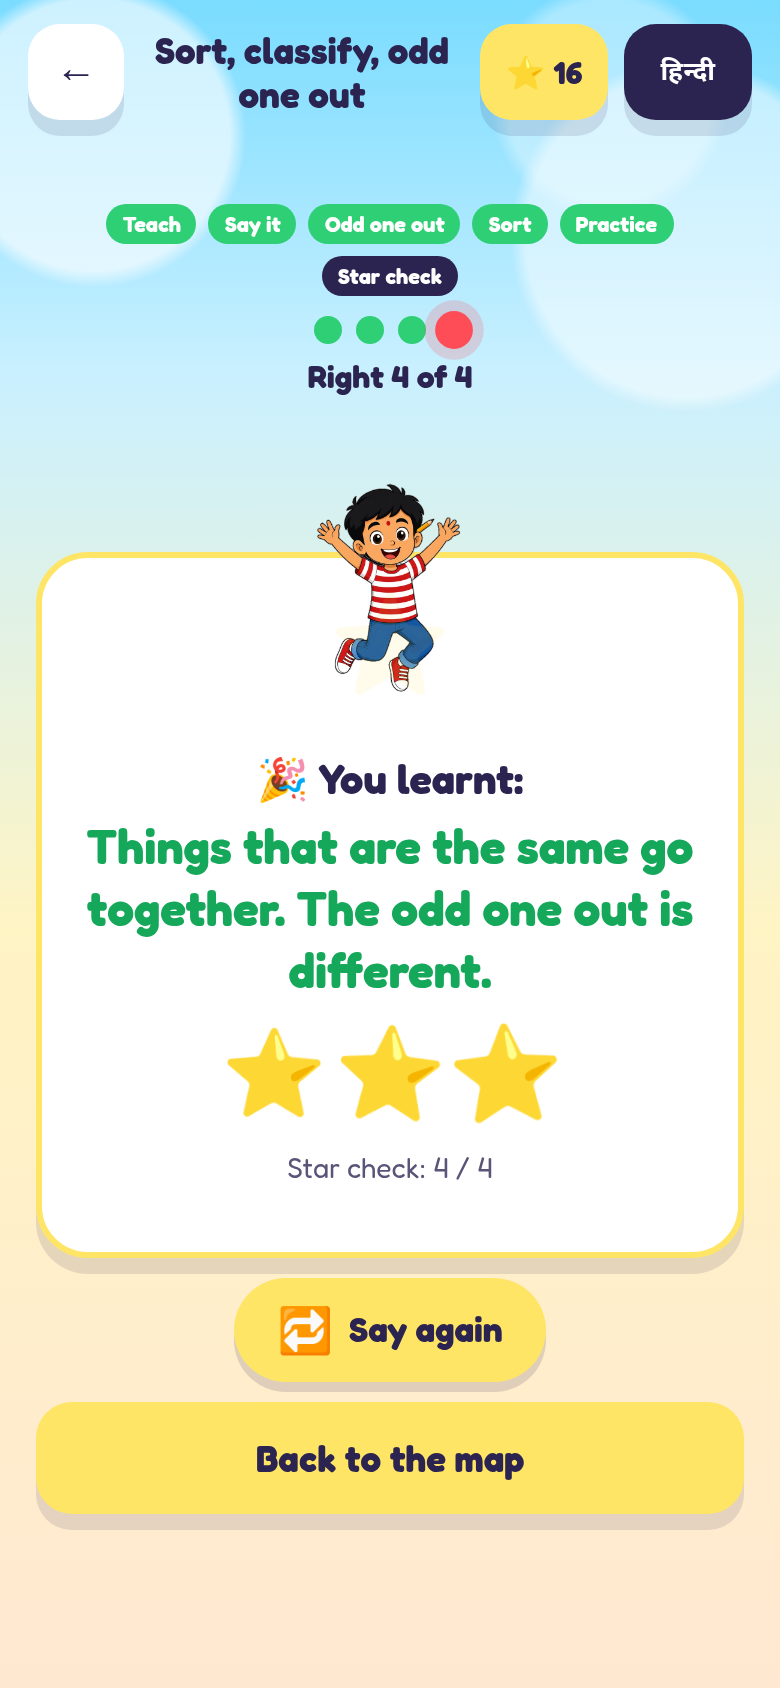 ←
Sort, classify, odd
one out
⭐ 16
हिन्दी
Teach Say it Odd one out Sort Practice
Star check
Right 4 of 4
🎉 You learnt:
Things that are the same go
together. The odd one out is
different.
Star check: 4 / 4
🔁 Say again
Back to the map